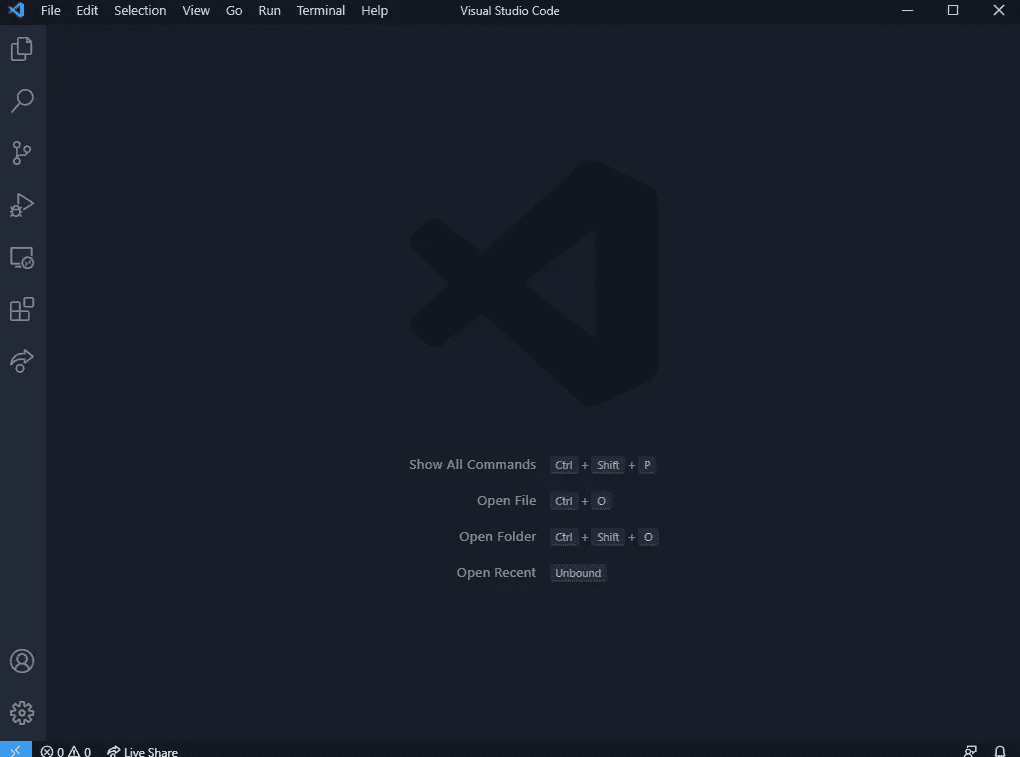 File Edit Selection View Go Run Terminal Help Visual Studio Code
Show All Commands Ctrl + Shift + P
Open File Ctrl + O
Open Folder Ctrl + Shift + O
Open Recent Unbound
0 0 Live Share